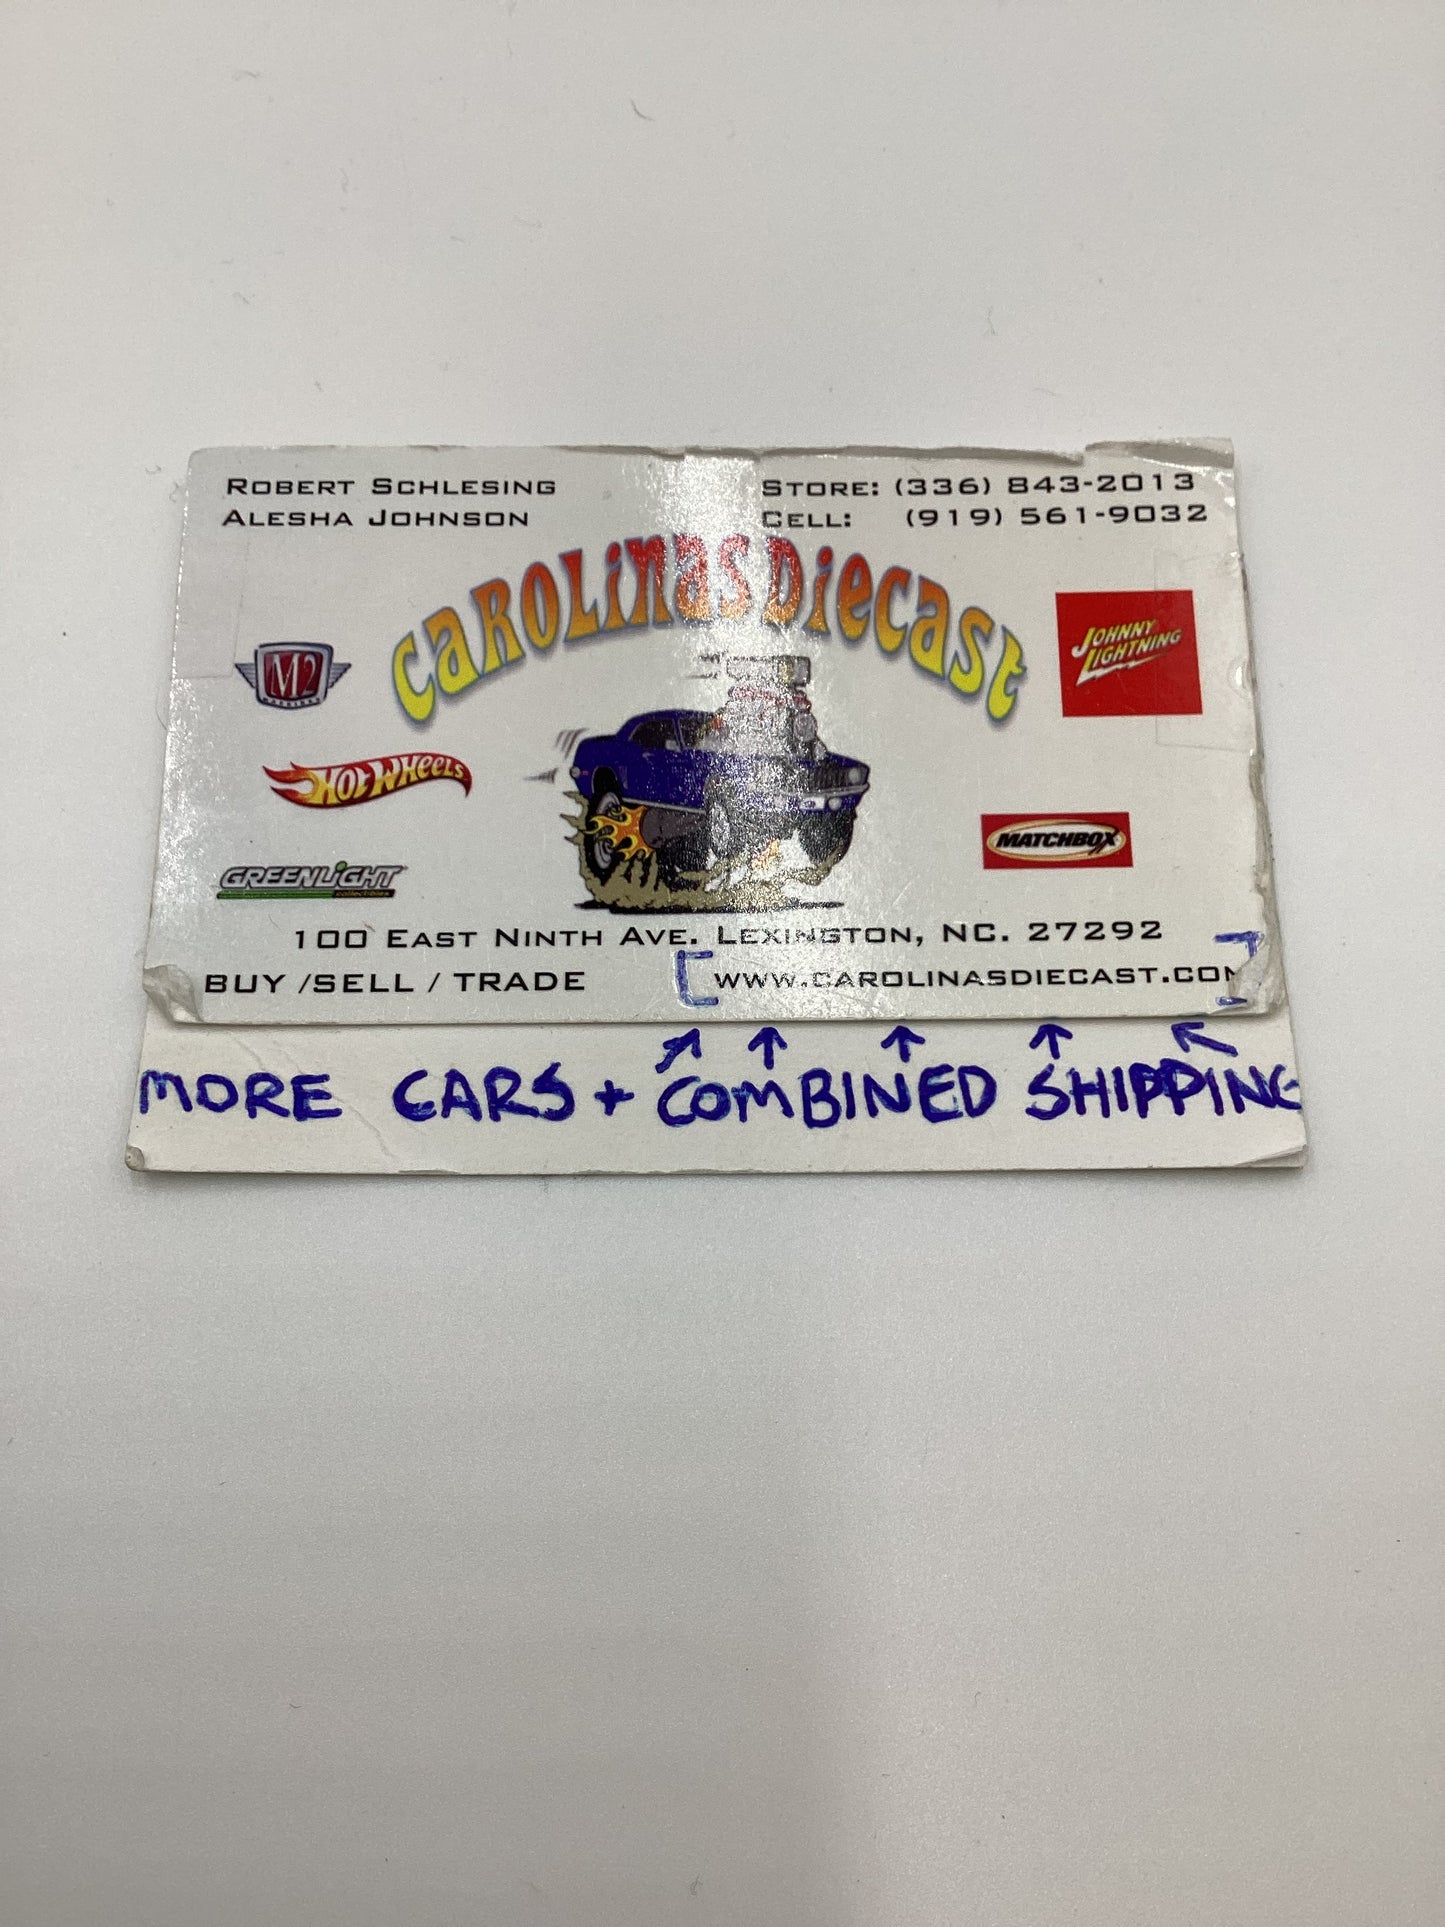 ROBERT SCHLESING
ALESHA JOHNSON
STORE: (336) 843-2013
CELL: (919) 561-9032
CAROLINAS DIECAST
M2
MACHINES
JOHNNY
LIGHTNING
HOT WHEELS
MATCHBOX
GREENLIGHT
collectibles
100 EAST NINTH AVE. LEXINGTON, NC. 27292
BUY /SELL / TRADE
[WWW.CAROLINASDIECAST.COM]
MORE CARS + COMBINED SHIPPING